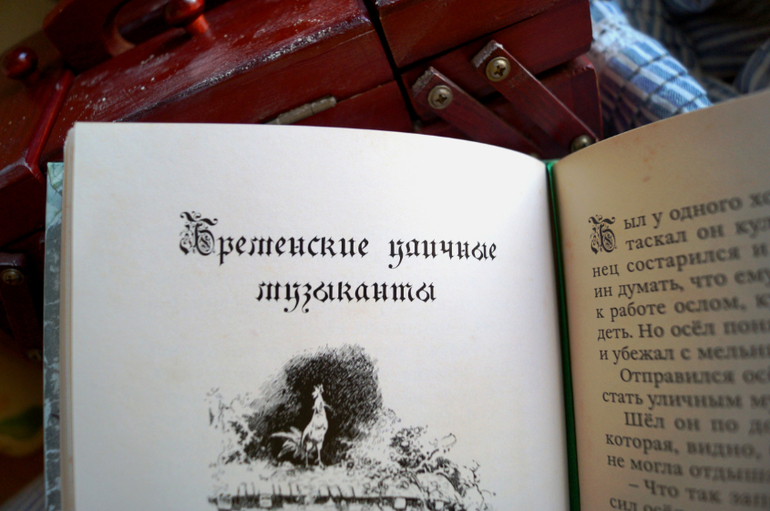 Бременские уличные
музыканты
Был у одного
таскал он
нец состарился и
ин думать, что ему
к работе ослом,
деть. Но осёл
и убежал с
Отправился
стать уличным
Шёл он по
которая, видно,
не могла
– Что так